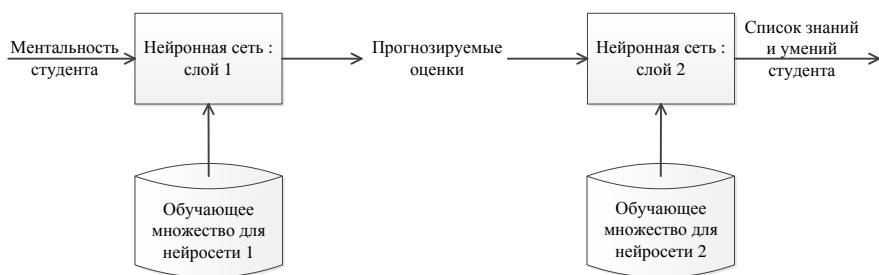 Ментальность
студента
Нейронная сеть :
слой 1
Прогнозируемые
оценки
Нейронная сеть :
слой 2
Список знаний
и умений
студента
Обучающее
множество для
нейросети 1
Обучающее
множество для
нейросети 2